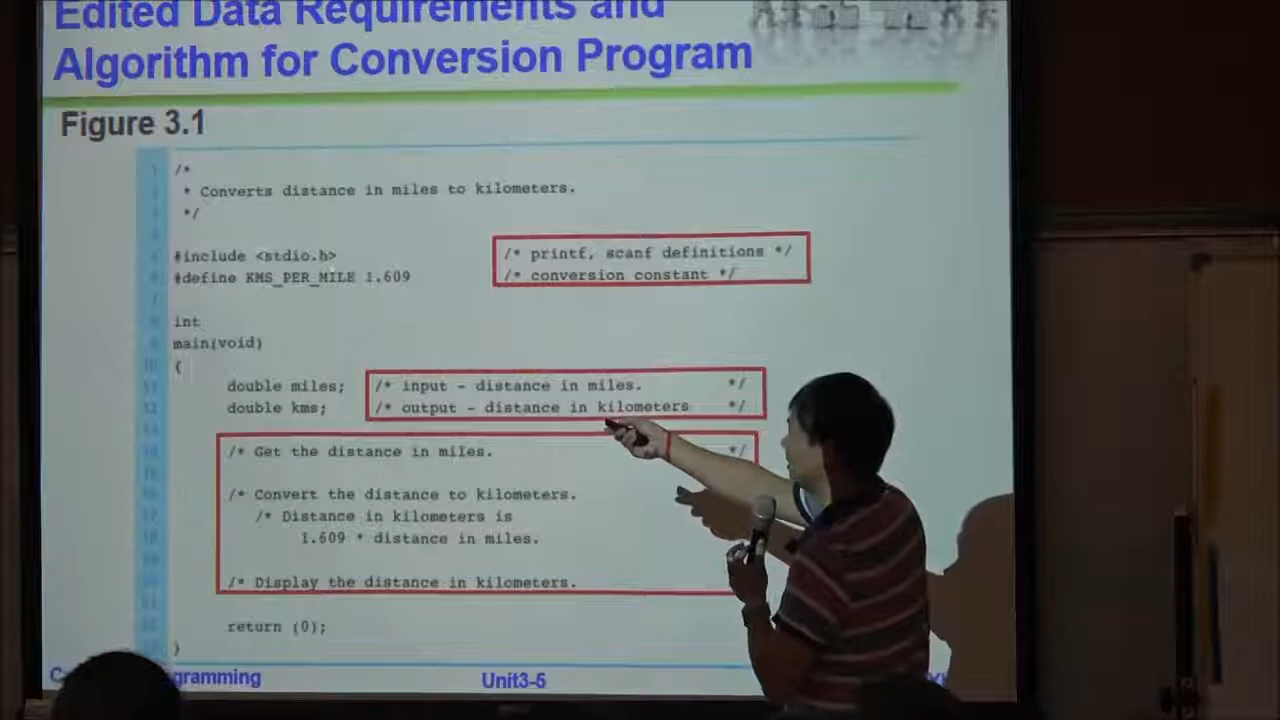 Edited Data Requirements and
Algorithm for Conversion Program
Figure 3.1
/*
* Converts distance in miles to kilometers.
*/
#include <stdio.h> /* printf, scanf definitions */
#define KMS_PER_MILE 1.609 /* conversion constant */
int
main(void)
{
double miles; /* input - distance in miles. */
double kms; /* output - distance in kilometers */
/* Get the distance in miles. */
/* Convert the distance to kilometers.
/* Distance in kilometers is
1.609 * distance in miles.
/* Display the distance in kilometers.
return (0);
}
Unit3-5